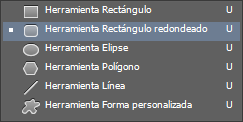 Herramienta Rectángulo U
Herramienta Rectángulo redondeado U
Herramienta Elipse U
Herramienta Polígono U
Herramienta Línea U
Herramienta Forma personalizada U